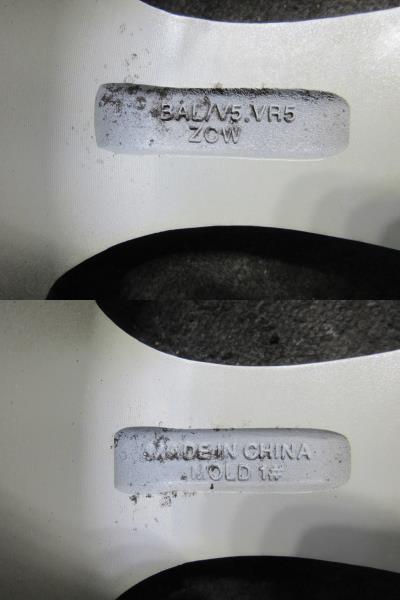 BAL/V5.VR5
ZCW
MADE IN CHINA
MOLD 1#